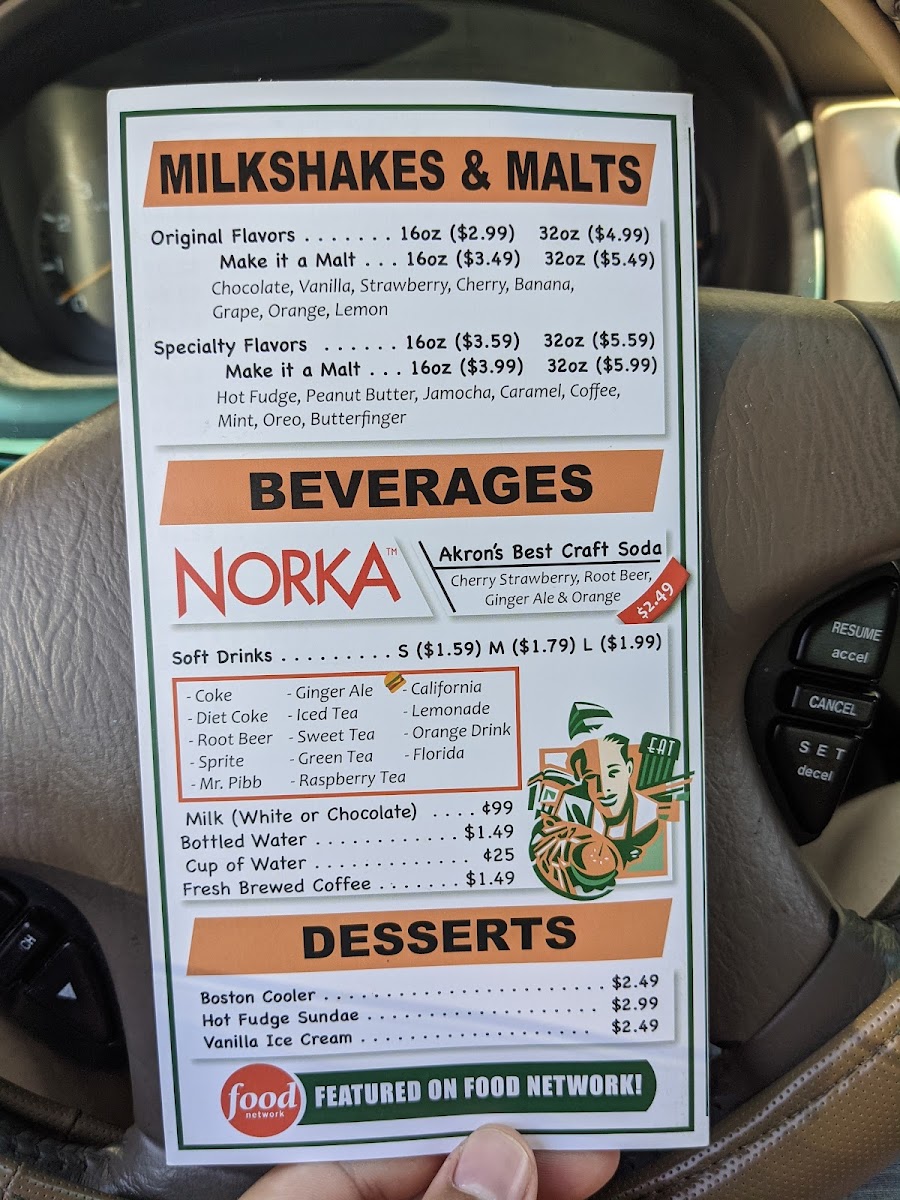 MILKSHAKES & MALTS
Original Flavors . . . . . . . 16oz ($2.99) 32oz ($4.99)
Make it a Malt . . . 16oz ($3.49) 32oz ($5.49)
Chocolate, Vanilla, Strawberry, Cherry, Banana,
Grape, Orange, Lemon
Specialty Flavors . . . . . . 16oz ($3.59) 32oz ($5.59)
Make it a Malt . . . 16oz ($3.99) 32oz ($5.99)
Hot Fudge, Peanut Butter, Jamocha, Caramel, Coffee,
Mint, Oreo, Butterfinger
BEVERAGES
NORKA™
Akron's Best Craft Soda
Cherry Strawberry, Root Beer,
Ginger Ale & Orange
$2.49
Soft Drinks . . . . . . . . . S ($1.59) M ($1.79) L ($1.99)
- Coke
- Diet Coke
- Root Beer
- Sprite
- Mr. Pibb
- Ginger Ale
- Iced Tea
- Sweet Tea
- Green Tea
- Raspberry Tea
- California
- Lemonade
- Orange Drink
- Florida
EAT
Milk (White or Chocolate) . . . . ¢99
Bottled Water . . . . . . . . . . . . $1.49
Cup of Water . . . . . . . . . . . . . ¢25
Fresh Brewed Coffee . . . . . . . $1.49
DESSERTS
Boston Cooler . . . . . . . . . . . . . . . . . . . . . . . . . $2.49
Hot Fudge Sundae . . . . . . . . . . . . . . . . . . . . $2.99
Vanilla Ice Cream . . . . . . . . . . . . . . . . . . . . $2.49
food
network
FEATURED ON FOOD NETWORK!
RESUME
accel
CANCEL
SET
decel
CH